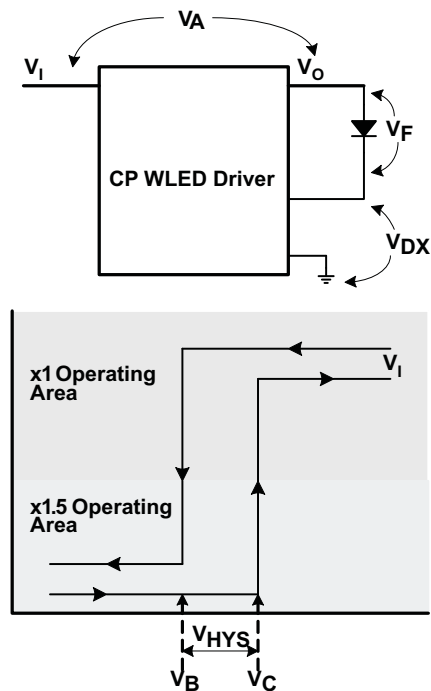 VA
VI
VO
VF
CP WLED Driver
VDX
x1 Operating
Area
VI
x1.5 Operating
Area
VHYS
VB
VC